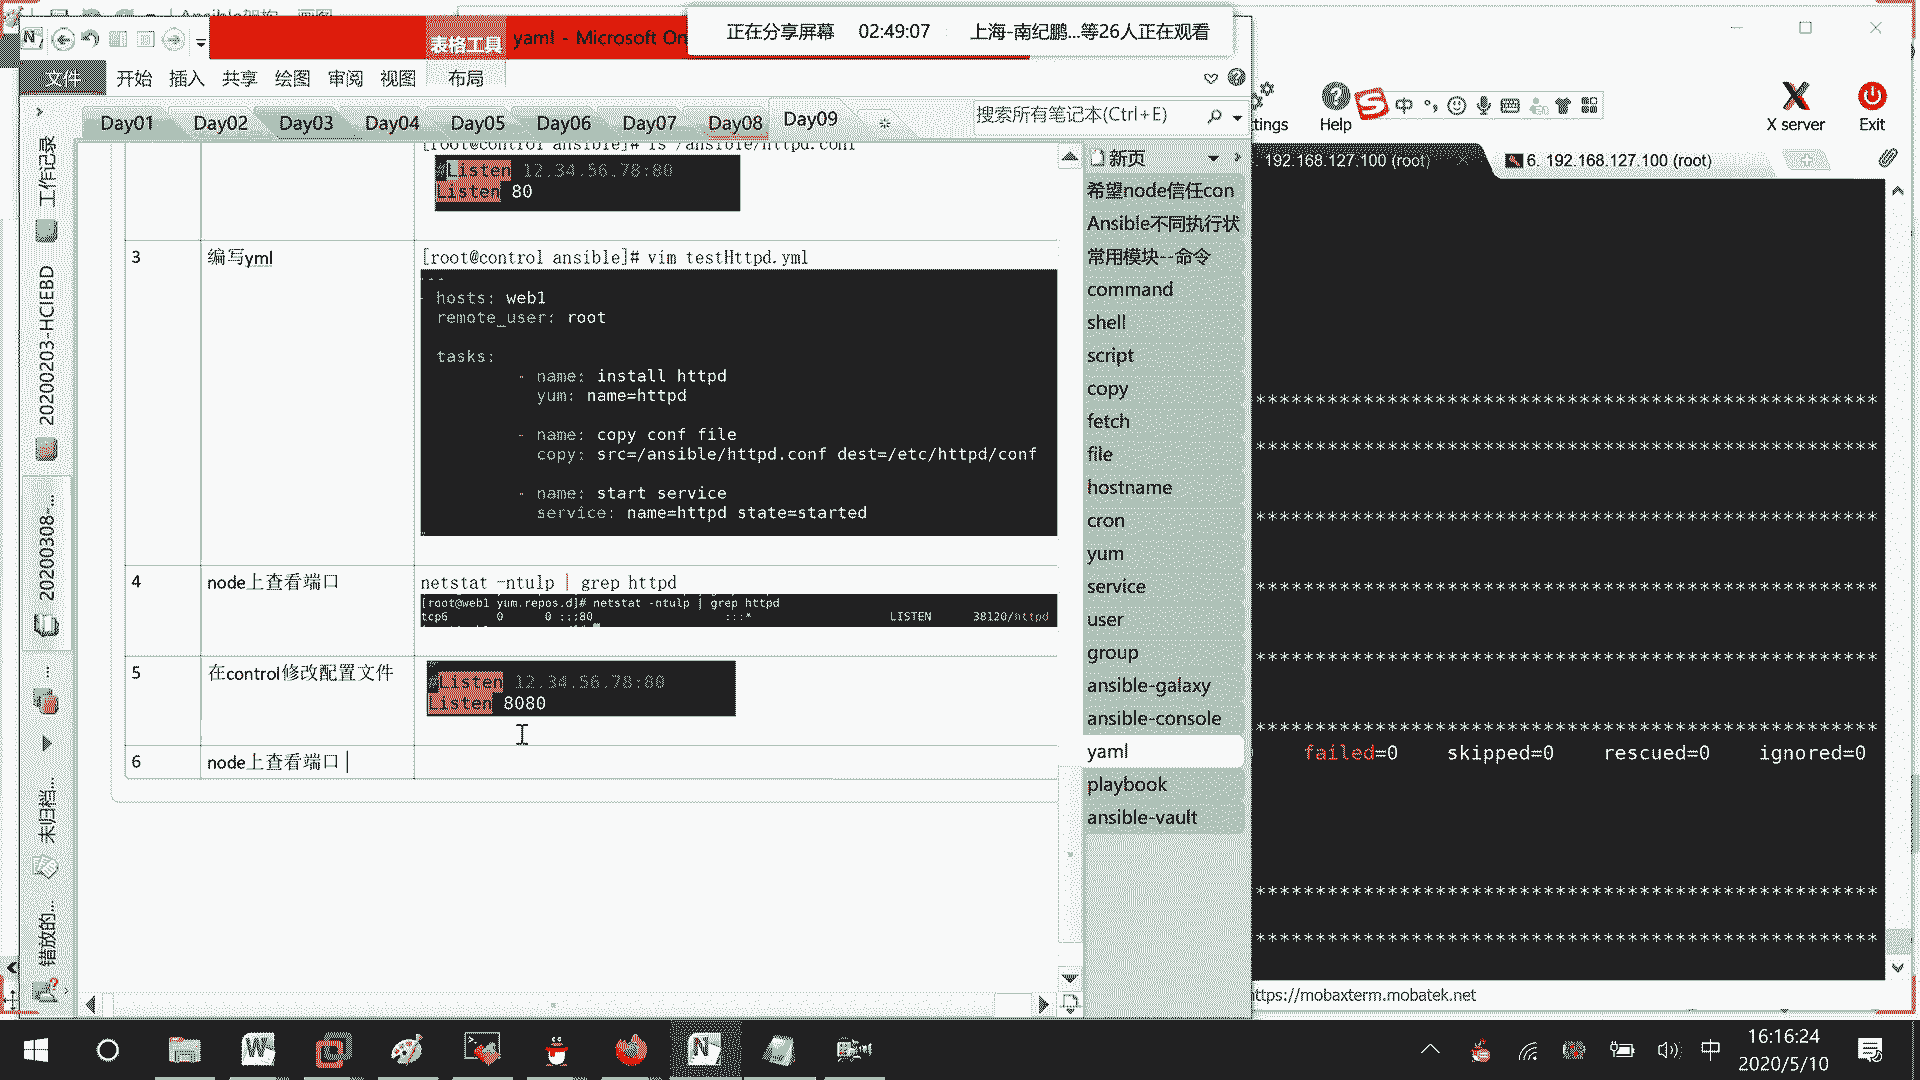 正在分享屏幕 02:49:07 上海-南纪鹏...等26人正在观看
表格工具 yaml - Microsoft On
文件 开始 插入 共享 绘图 审阅 视图 布局
Day01 Day02 Day03 Day04 Day05 Day06 Day07 Day08 Day09
搜索所有笔记本(Ctrl+E)
tings Help X server Exit
中
192.168.127.100 (root) 6. 192.168.127.100 (root)
工作记录
20200203-HCIEBD
20200308-...
未归档...
错放的...
[root@control ansible]# ls /ansible/httpd.conf
#Listen 12.34.56.78:80
Listen 80
3 编写yml [root@control ansible]# vim testHttpd.yml
---
- hosts: web1
remote_user: root
tasks:
- name: install httpd
yum: name=httpd
- name: copy conf file
copy: src=/ansible/httpd.conf dest=/etc/httpd/conf
- name: start service
service: name=httpd state=started
4 node上查看端口 netstat -ntulp | grep httpd
[root@web1 yum.repos.d]# netstat -ntulp | grep httpd
tcp6 0 0 :::80 :::* LISTEN 38120/httpd
5 在control修改配置文件
#Listen 12.34.56.78:80
Listen 8080
6 node上查看端口
新页
希望node信任con
Ansible不同执行状
常用模块--命令
command
shell
script
copy
fetch
file
hostname
cron
yum
service
user
group
ansible-galaxy
ansible-console
yaml
playbook
ansible-vault
*****************************************************
*****************************************************
*****************************************************
*****************************************************
*****************************************************
*****************************************************
failed=0 skipped=0 rescued=0 ignored=0
*****************************************************
*****************************************************
ttps://mobaxterm.mobatek.net
中 16:16:24
2020/5/10